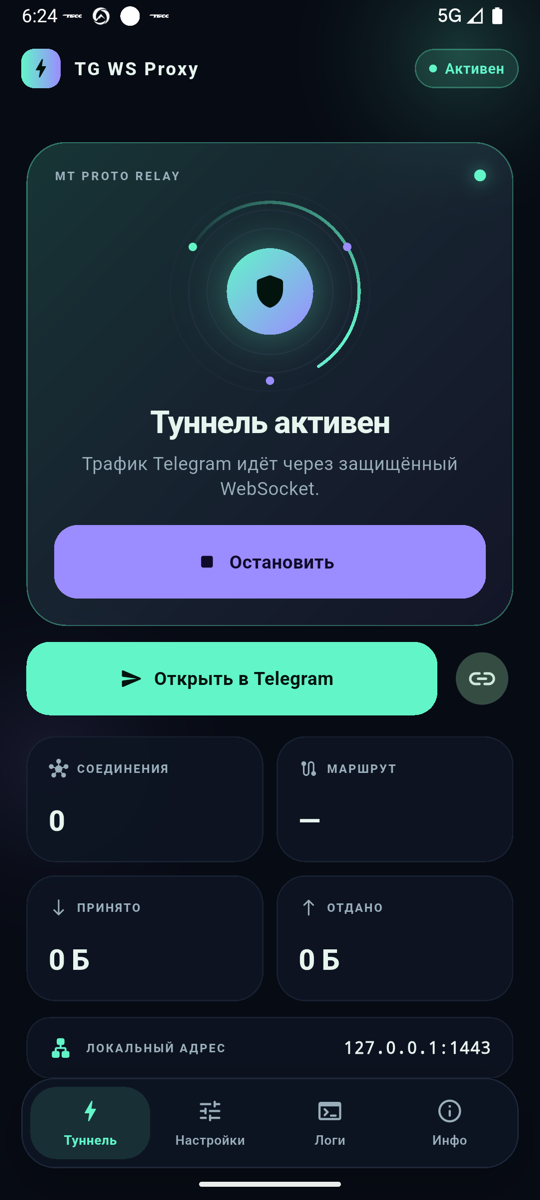 6:24
5G
TG WS Proxy
Активен
MT PROTO RELAY
Туннель активен
Трафик Telegram идёт через защищённый
WebSocket.
Остановить
Открыть в Telegram
СОЕДИНЕНИЯ
0
МАРШРУТ
—
ПРИНЯТО
0 Б
ОТДАНО
0 Б
ЛОКАЛЬНЫЙ АДРЕС
127.0.0.1:1443
Туннель
Настройки
Логи
Инфо